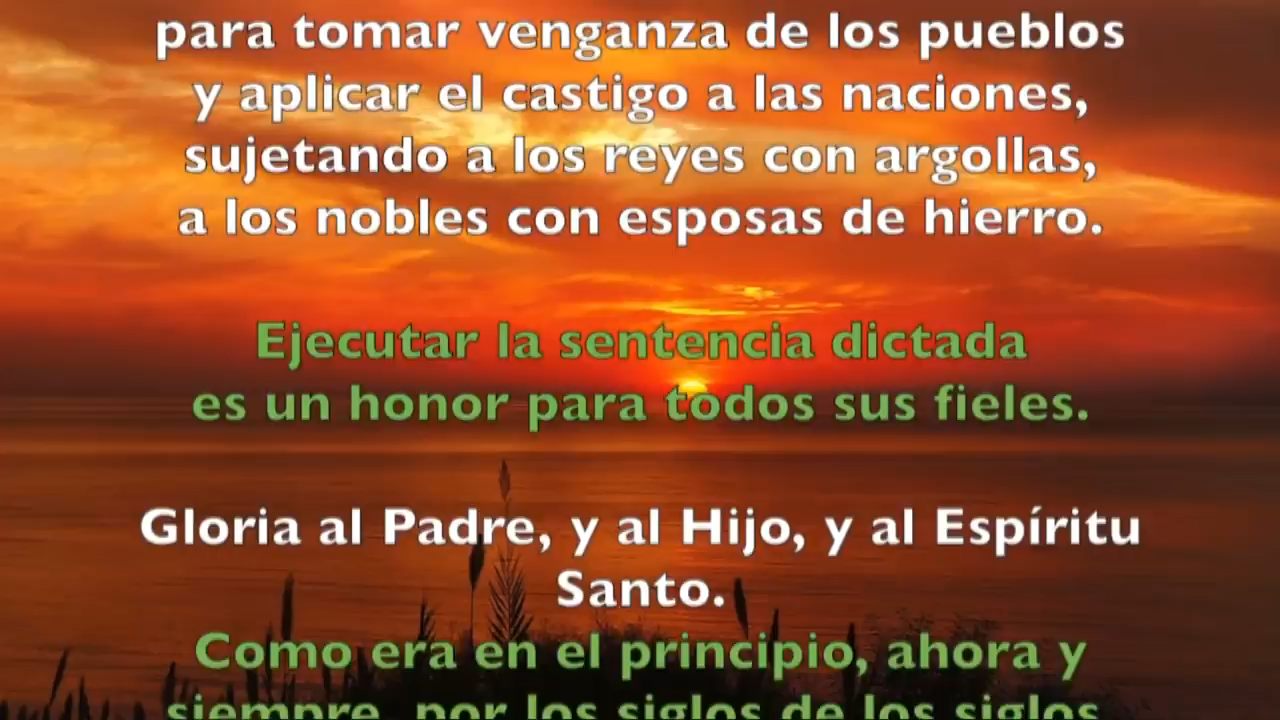 para tomar venganza de los pueblos
y aplicar el castigo a las naciones,
sujetando a los reyes con argollas,
a los nobles con esposas de hierro.
Ejecutar la sentencia dictada
es un honor para todos sus fieles.
Gloria al Padre, y al Hijo, y al Espíritu
Santo.
Como era en el principio, ahora y
siempre, por los siglos de los siglos